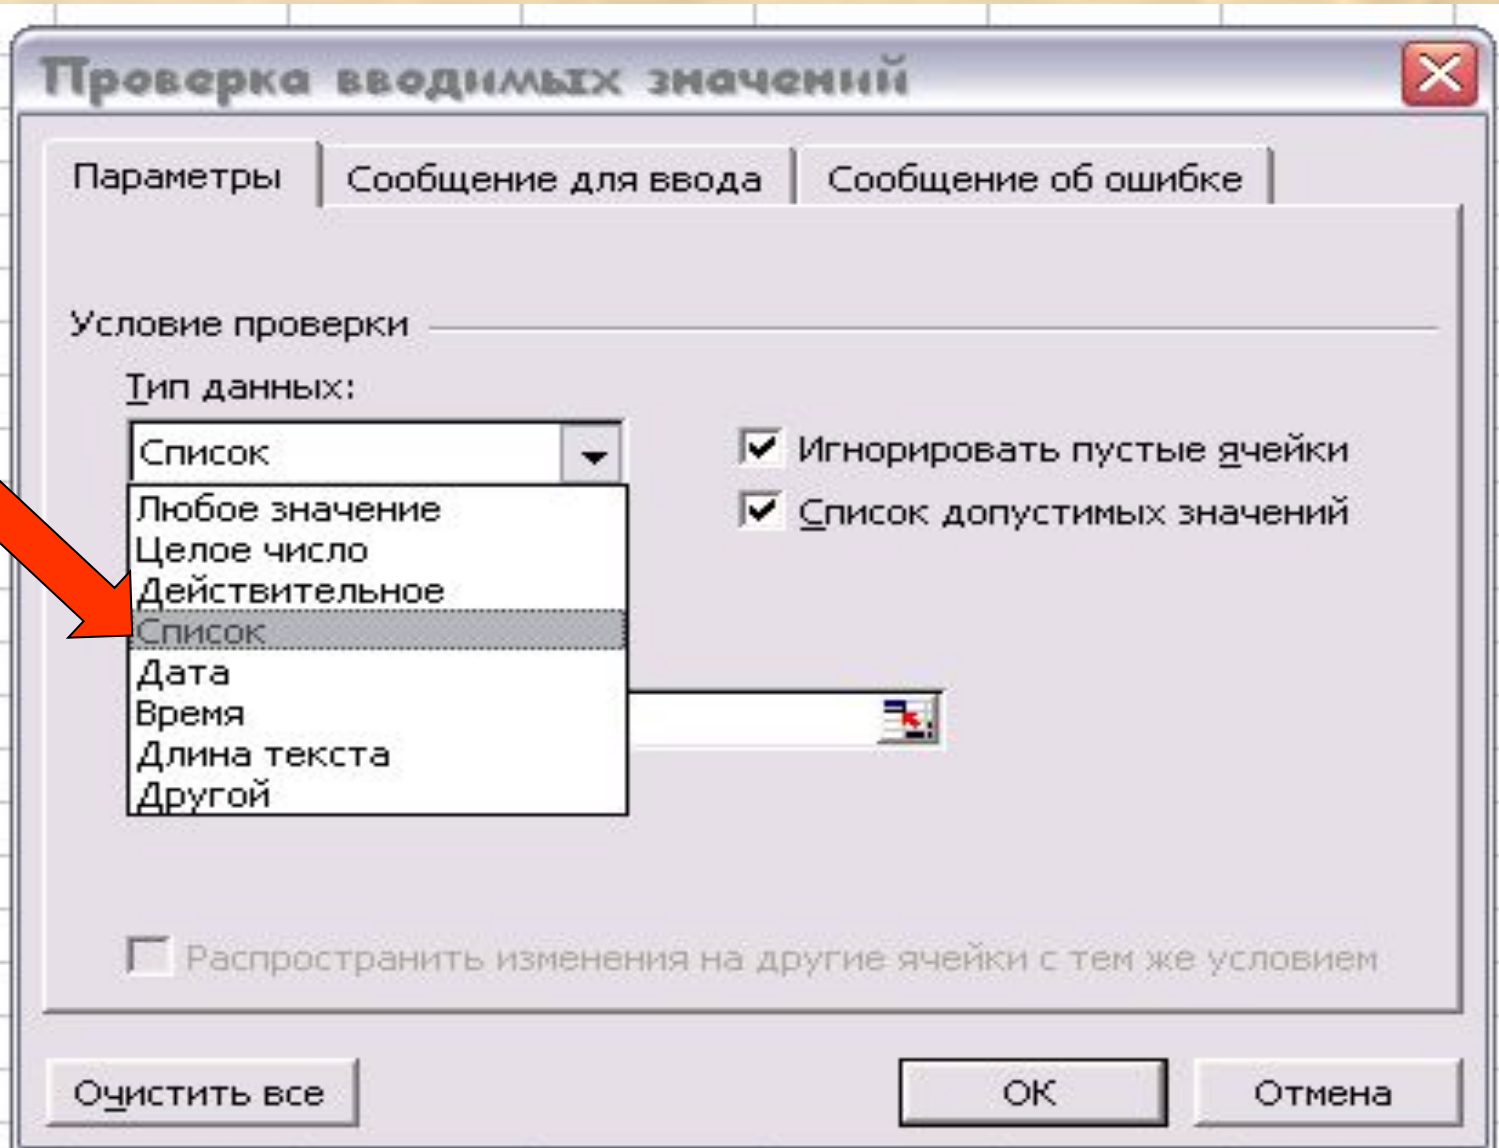 Проверка вводимых значений
Параметры
Сообщение для ввода
Сообщение об ошибке
Условие проверки
Тип данных:
Список
Игнорировать пустые ячейки
Список допустимых значений
Любое значение
Целое число
Действительное
Список
Дата
Время
Длина текста
Другой
Распространить изменения на другие ячейки с тем же условием
Очистить все
ОК
Отмена